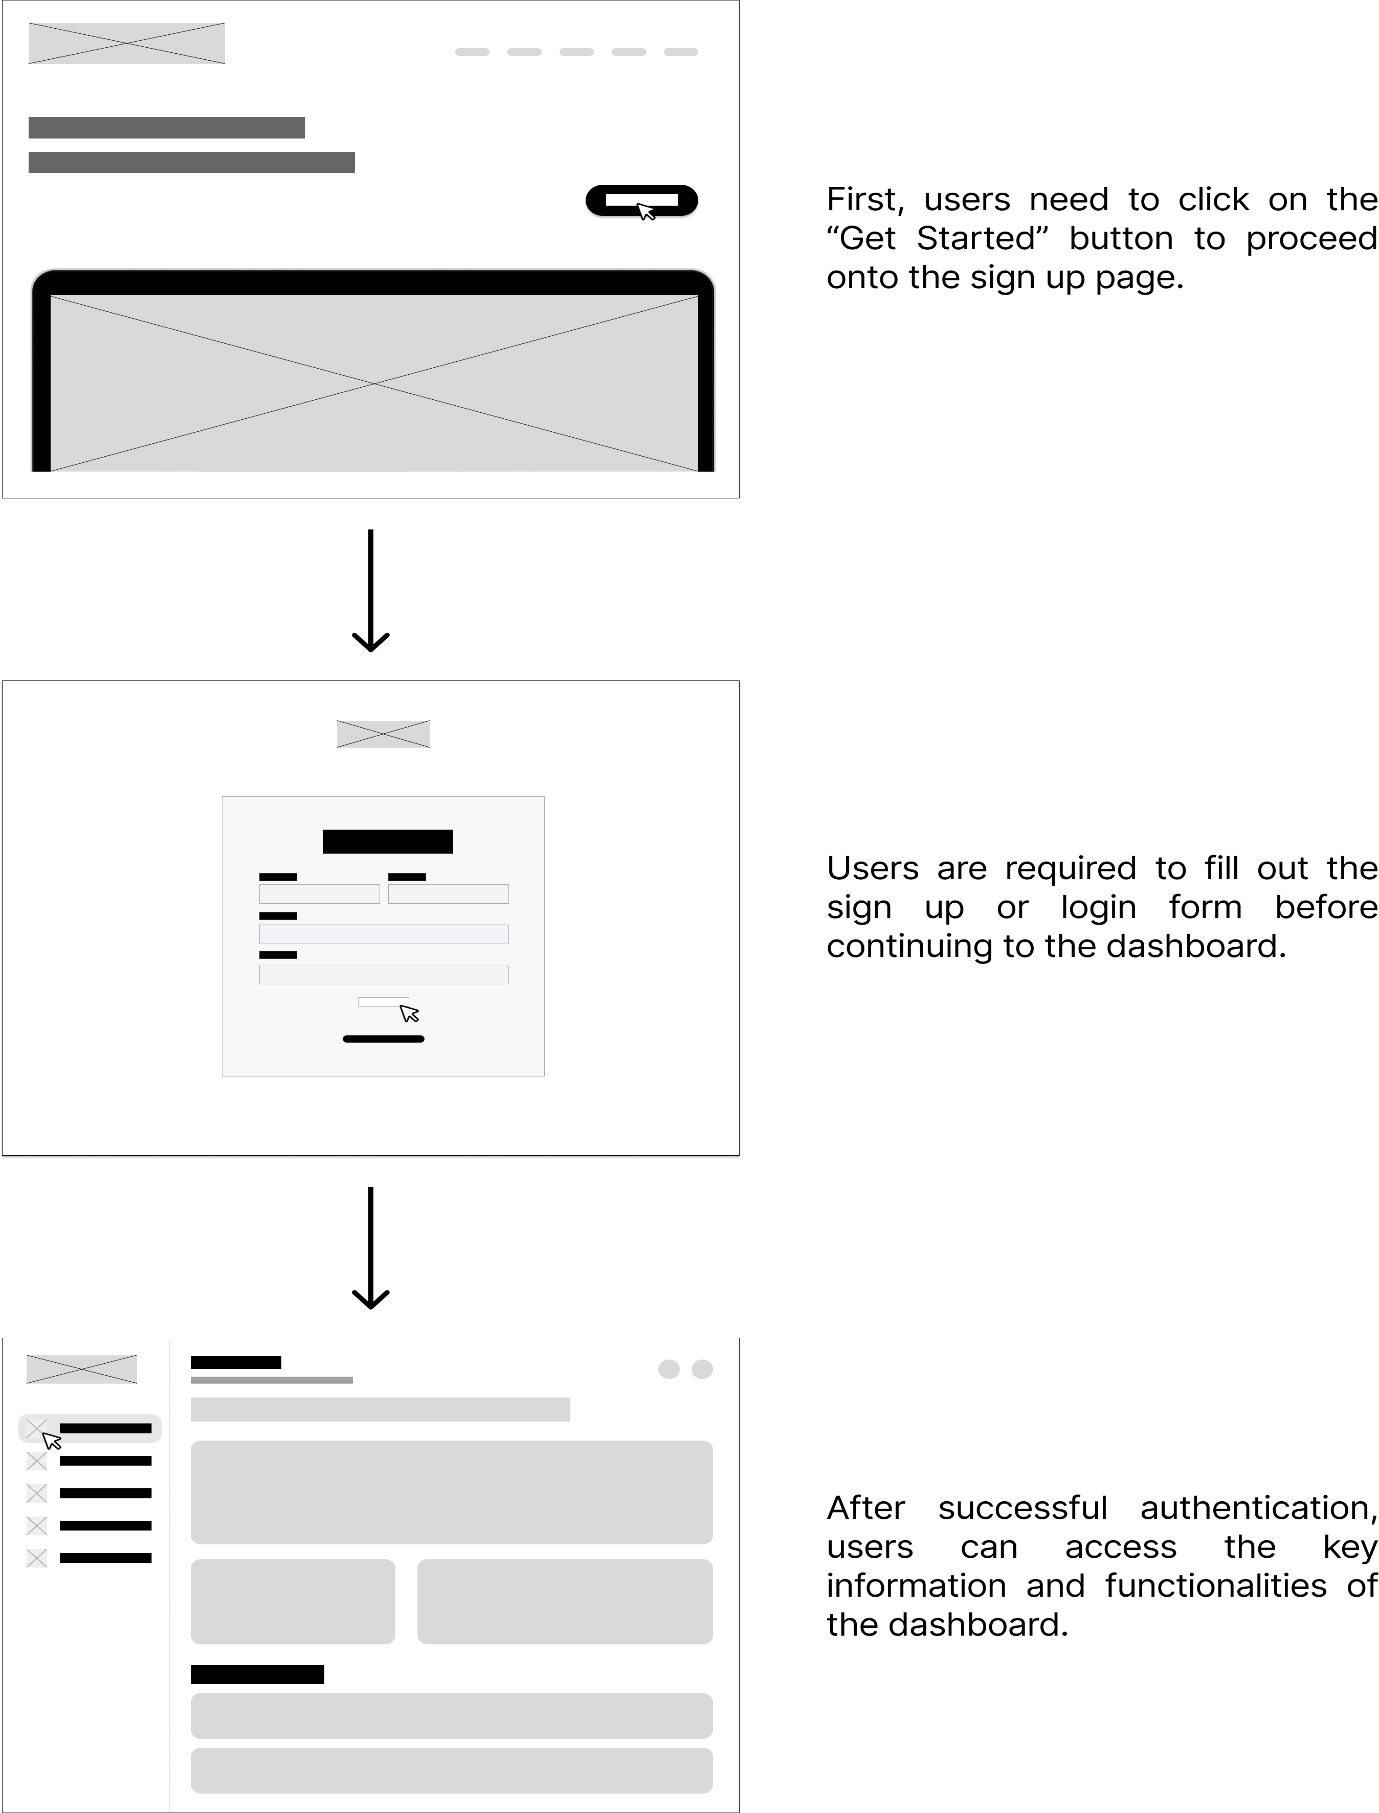 First, users need to click on the
“Get Started” button to proceed
onto the sign up page.
Users are required to fill out the
sign up or login form before
continuing to the dashboard.
After successful authentication,
users can access the key
information and functionalities of
the dashboard.